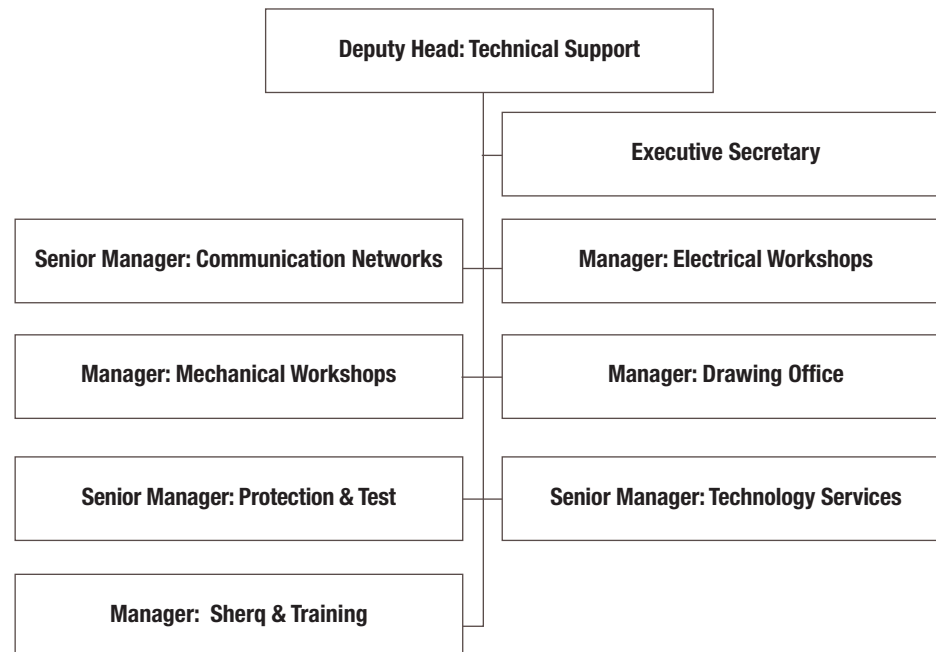 Deputy Head: Technical Support
Executive Secretary
Senior Manager: Communication Networks
Manager: Electrical Workshops
Manager: Mechanical Workshops
Manager: Drawing Office
Senior Manager: Protection & Test
Senior Manager: Technology Services
Manager:  Sherq & Training